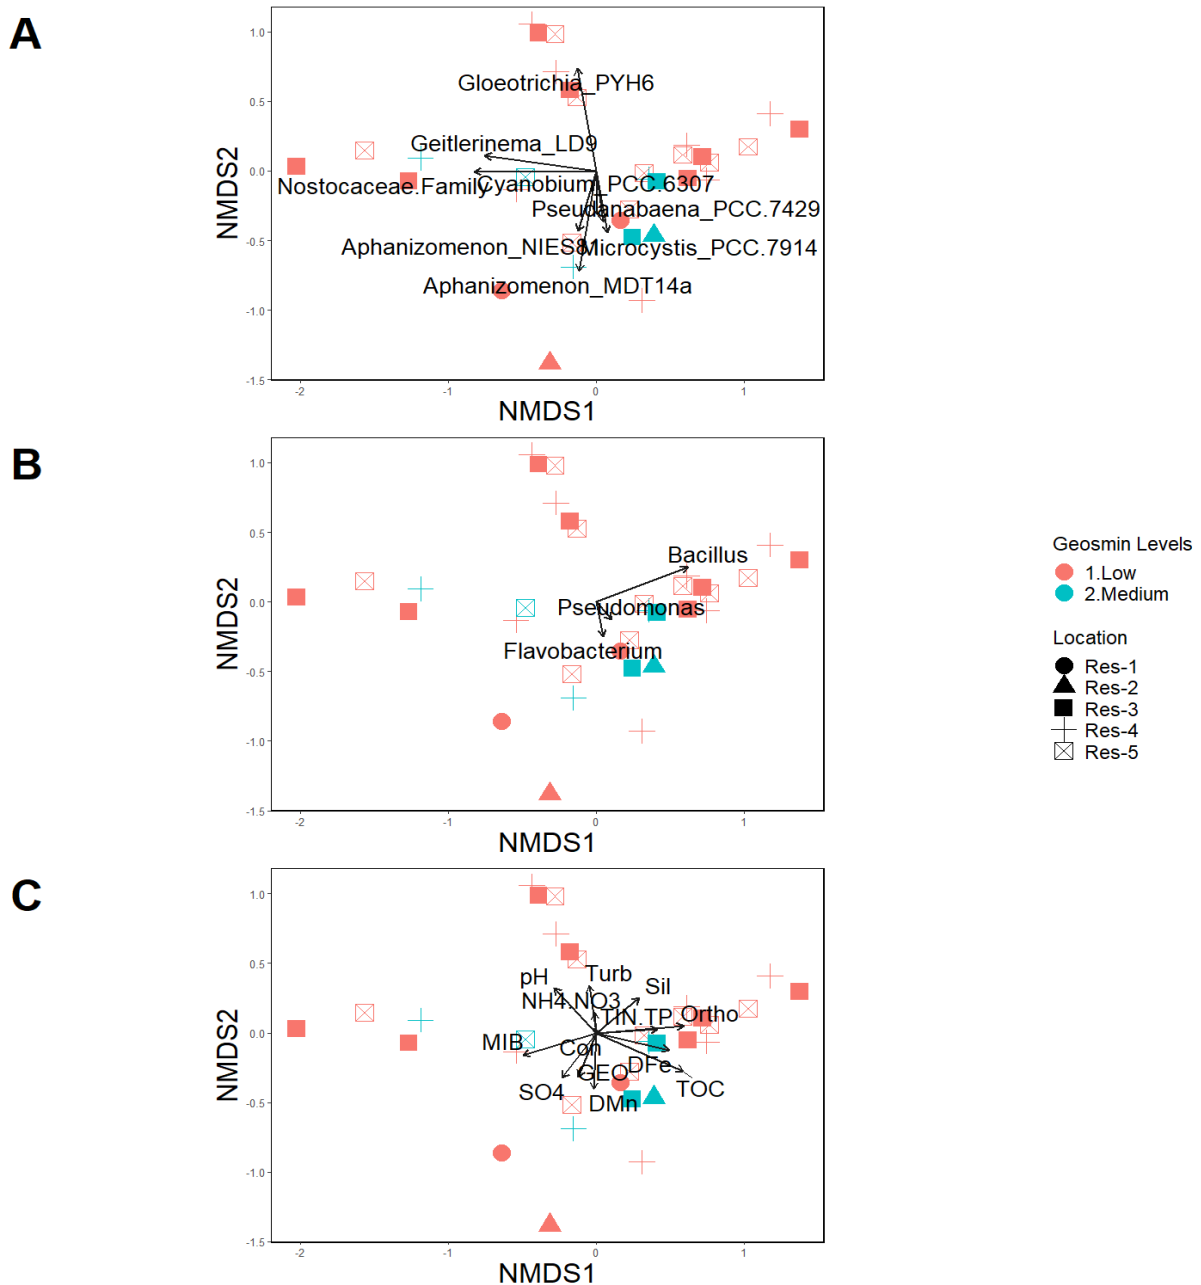 A
NMDS2
1.0
0.5
0.0
-0.5
-1.0
-1.5
Gloeotrichia_PYH6
Geitlerinema_LD9
Nostocaceae.Family
Cyanobium_PCC.6307
Pseudanabaena_PCC.7429
Aphanizomenon_NIES81
Microcystis_PCC.7914
Aphanizomenon_MDT14a
-2
-1
0
1
NMDS1
B
NMDS2
1.0
0.5
0.0
-0.5
-1.0
-1.5
Bacillus
Pseudomonas
Flavobacterium
-2
-1
0
1
NMDS1
Geosmin Levels
1.Low
2.Medium
Location
Res-1
Res-2
Res-3
Res-4
Res-5
C
NMDS2
1.0
0.5
0.0
-0.5
-1.0
-1.5
pH
Turb
Sil
NH4.NO3
TIN.TP
Ortho
MIB
Con
GEO
DFe
TOC
SO4
DMn
-2
-1
0
1
NMDS1